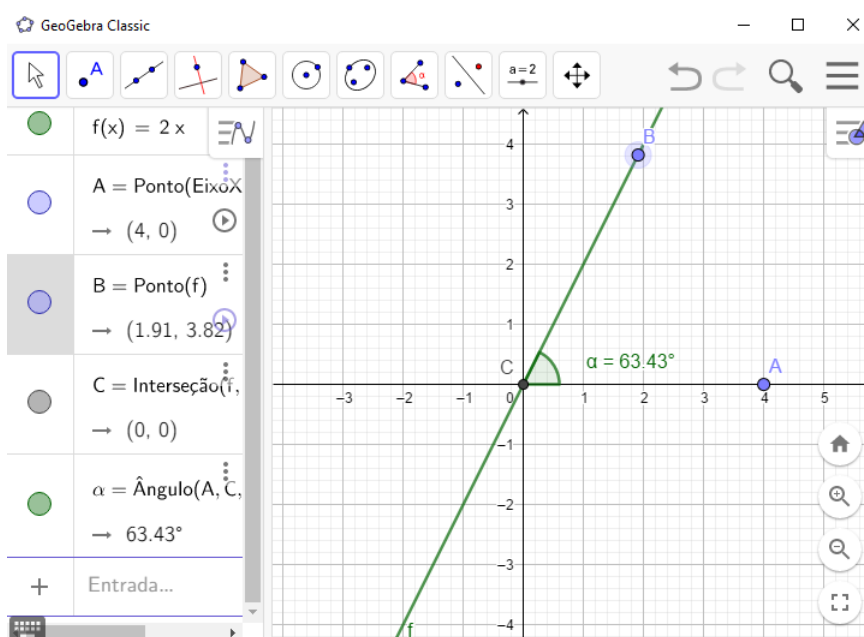 GeoGebra Classic
A
α
a=2
f(x) = 2 x
A = Ponto(EixoX
→ (4, 0)
B = Ponto(f)
→ (1.91, 3.82)
C = Interseção(f,
→ (0, 0)
α = Ângulo(A, C,
→ 63.43°
+ Entrada...
B
4
3
2
1
C
α = 63.43°
A
−3 −2 −1 0 1 2 3 4 5
−1
−2
−3
−4
f